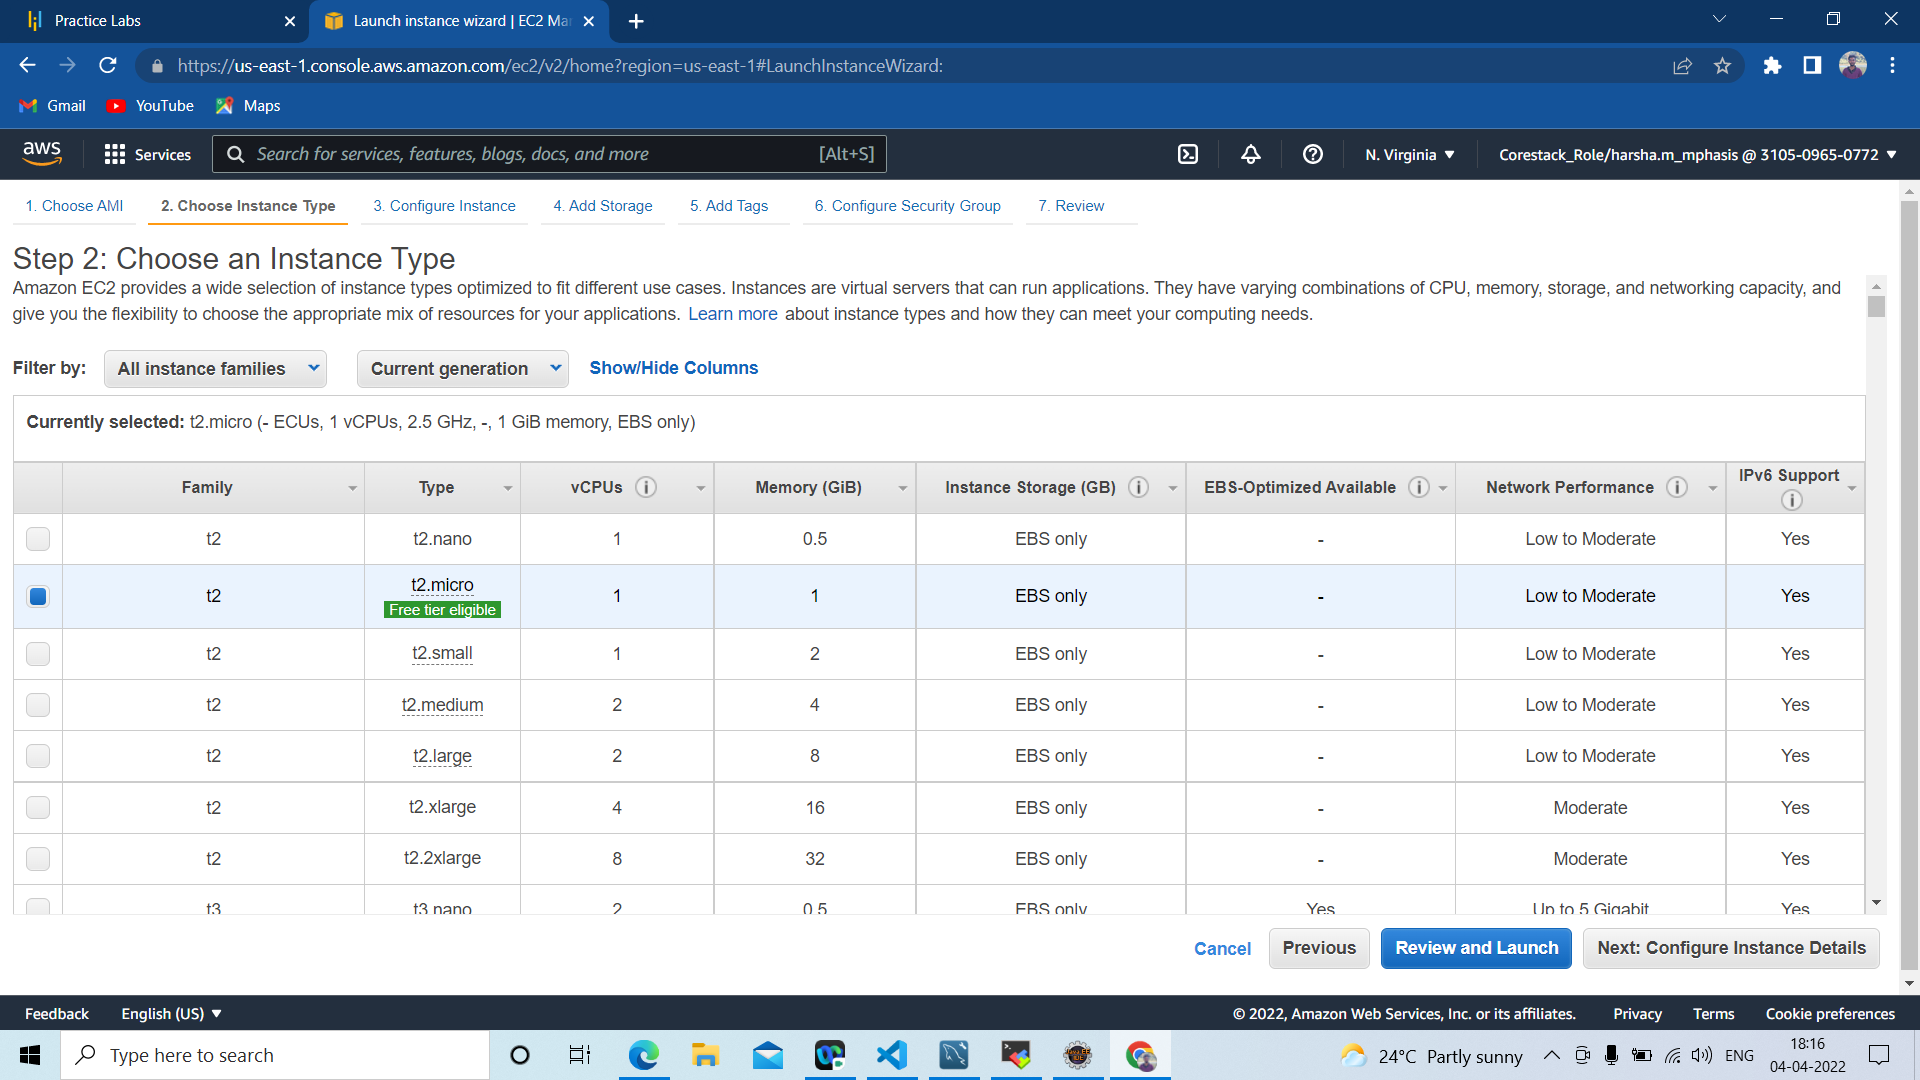 Practice Labs
Launch instance wizard | EC2 Mar
https://us-east-1.console.aws.amazon.com/ec2/v2/home?region=us-east-1#LaunchInstanceWizard:
Gmail YouTube Maps
aws Services Search for services, features, blogs, docs, and more [Alt+S] N. Virginia Corestack_Role/harsha.m_mphasis @ 3105-0965-0772
1. Choose AMI 2. Choose Instance Type 3. Configure Instance 4. Add Storage 5. Add Tags 6. Configure Security Group 7. Review
Step 2: Choose an Instance Type
Amazon EC2 provides a wide selection of instance types optimized to fit different use cases. Instances are virtual servers that can run applications. They have varying combinations of CPU, memory, storage, and networking capacity, and
give you the flexibility to choose the appropriate mix of resources for your applications. Learn more about instance types and how they can meet your computing needs.
Filter by: All instance families Current generation Show/Hide Columns
Currently selected: t2.micro (- ECUs, 1 vCPUs, 2.5 GHz, -, 1 GiB memory, EBS only)
Family Type vCPUs Memory (GiB) Instance Storage (GB) EBS-Optimized Available Network Performance IPv6 Support
t2 t2.nano 1 0.5 EBS only - Low to Moderate Yes
t2 t2.micro 1 1 EBS only - Low to Moderate Yes
Free tier eligible
t2 t2.small 1 2 EBS only - Low to Moderate Yes
t2 t2.medium 2 4 EBS only - Low to Moderate Yes
t2 t2.large 2 8 EBS only - Low to Moderate Yes
t2 t2.xlarge 4 16 EBS only - Moderate Yes
t2 t2.2xlarge 8 32 EBS only - Moderate Yes
t3 t3.nano 2 0.5 EBS only Yes Up to 5 Gigabit Yes
Cancel Previous Review and Launch Next: Configure Instance Details
Feedback English (US) © 2022, Amazon Web Services, Inc. or its affiliates. Privacy Terms Cookie preferences
Type here to search 24°C Partly sunny ENG 18:16
04-04-2022